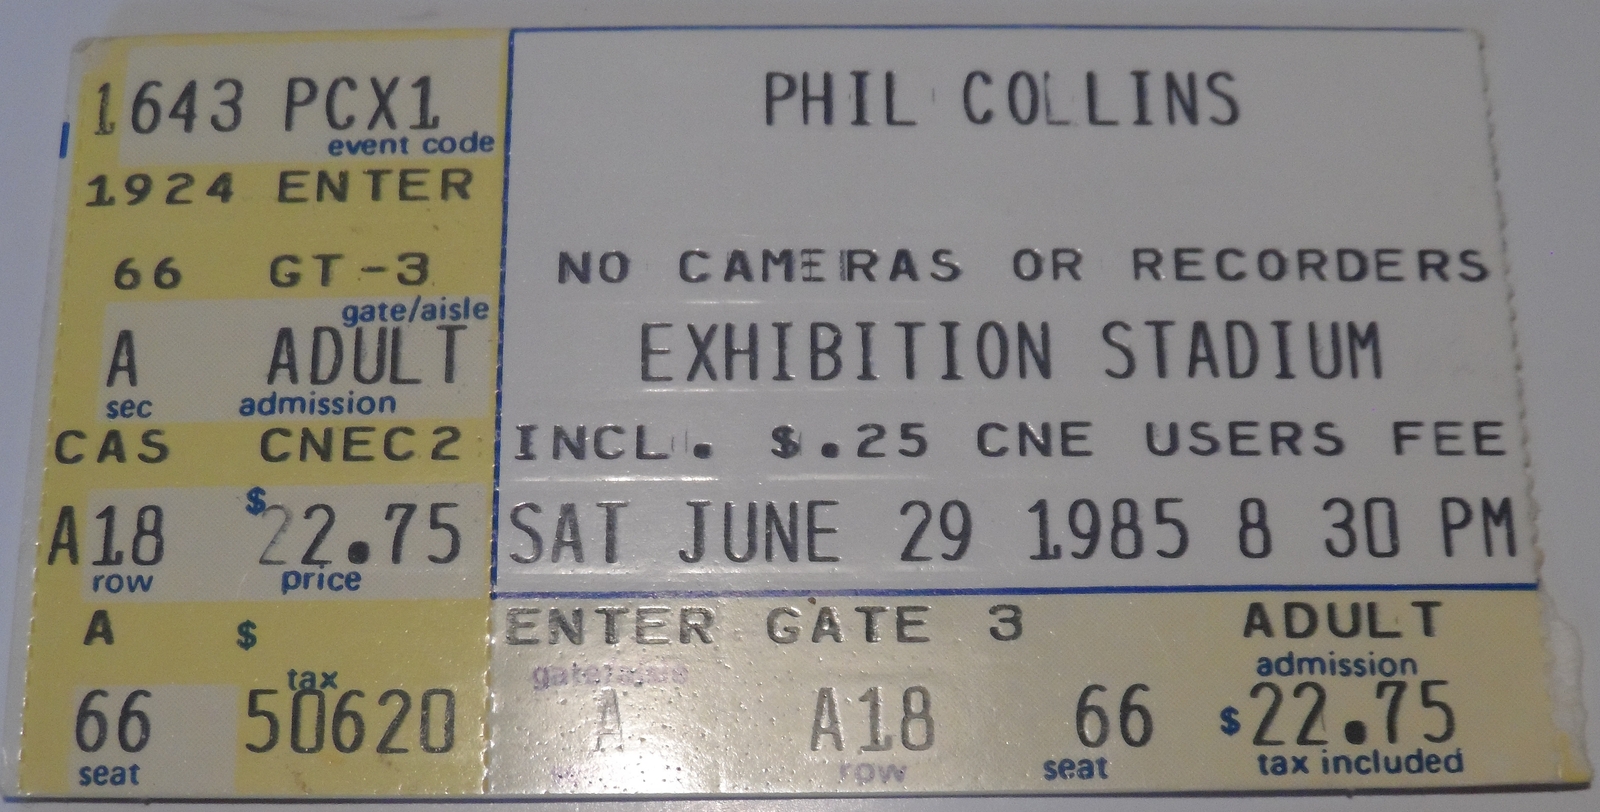 1643 PCX1
event code
1924 ENTER
66 GT-3
gate/aisle
A ADULT
sec admission
CAS CNEC2
A18 $22.75
row price
A $
tax
66 50620
seat
PHIL COLLINS
NO CAMERAS OR RECORDERS
EXHIBITION STADIUM
INCL. $.25 CNE USERS FEE
SAT JUNE 29 1985 8 30 PM
ENTER GATE 3 ADULT
admission
A A18 66 $22.75
row seat tax included